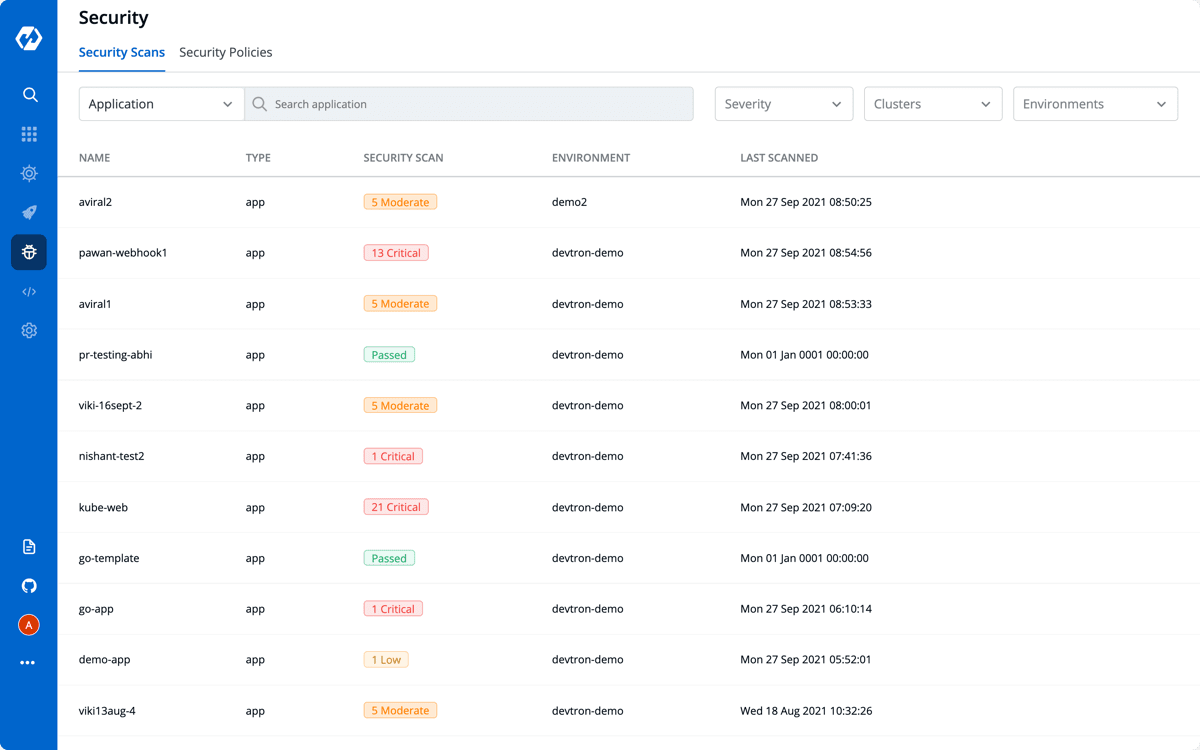 Security
Security Scans Security Policies
Application Search application Severity Clusters Environments
NAME TYPE SECURITY SCAN ENVIRONMENT LAST SCANNED
aviral2 app 5 Moderate demo2 Mon 27 Sep 2021 08:50:25
pawan-webhook1 app 13 Critical devtron-demo Mon 27 Sep 2021 08:54:56
aviral1 app 5 Moderate devtron-demo Mon 27 Sep 2021 08:53:33
pr-testing-abhi app Passed devtron-demo Mon 01 Jan 0001 00:00:00
viki-16sept-2 app 5 Moderate devtron-demo Mon 27 Sep 2021 08:00:01
nishant-test2 app 1 Critical devtron-demo Mon 27 Sep 2021 07:41:36
kube-web app 21 Critical devtron-demo Mon 27 Sep 2021 07:09:20
go-template app Passed devtron-demo Mon 01 Jan 0001 00:00:00
go-app app 1 Critical devtron-demo Mon 27 Sep 2021 06:10:14
A
demo-app app 1 Low devtron-demo Mon 27 Sep 2021 05:52:01
viki13aug-4 app 5 Moderate devtron-demo Wed 18 Aug 2021 10:32:26